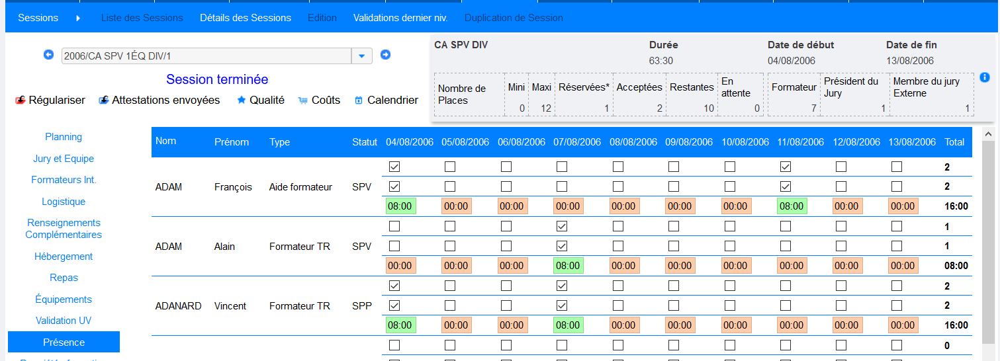 Sessions Liste des Sessions Détails des Sessions Edition Validations dernier niv. Duplication de Session
2006/CA SPV 1ÉQ DIV/1
Session terminée
Régulariser Attestations envoyées Qualité Coûts Calendrier
CA SPV DIV Durée Date de début Date de fin
63:30 04/08/2006 13/08/2006
Nombre de Places Mini Maxi Réservées* Acceptées Restantes En attente Formateur Président du Jury Membre du jury Externe
0 12 1 2 10 0 7 1 1
Planning
Jury et Equipe
Formateurs Int.
Logistique
Renseignements
Complémentaires
Hébergement
Repas
Équipements
Validation UV
Présence
Nom Prénom Type Statut 04/08/2006 05/08/2006 06/08/2006 07/08/2006 08/08/2006 09/08/2006 10/08/2006 11/08/2006 12/08/2006 13/08/2006 Total
2
ADAM François Aide formateur SPV 2
08:00 00:00 00:00 00:00 00:00 00:00 00:00 08:00 00:00 00:00 16:00
1
ADAM Alain Formateur TR SPV 1
00:00 00:00 00:00 08:00 00:00 00:00 00:00 00:00 00:00 00:00 08:00
2
ADANARD Vincent Formateur TR SPP 2
08:00 00:00 00:00 08:00 00:00 00:00 00:00 00:00 00:00 00:00 16:00
0